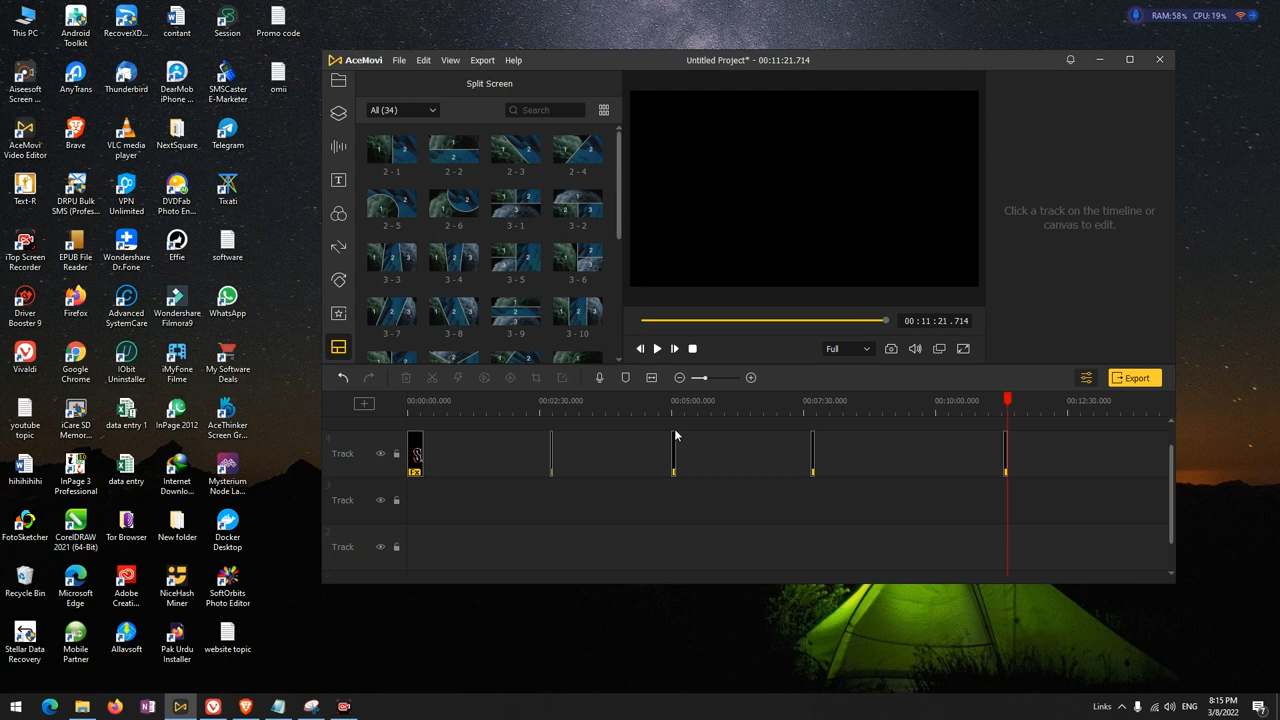 This PC
Android Toolkit
RecoverXD...
contant
Session
Promo code
RAM:58%
CPU: 19%
Aiseesoft Screen ...
AnyTrans
Thunderbird
DearMob iPhone ...
SMSCaster E-Marketer
omii
AceMovi Video Editor
Brave
VLC media player
NextSquare
Telegram
Text-R
DRPU Bulk SMS (Profes...
VPN Unlimited
DVDFab Photo En...
Tixati
iTop Screen Recorder
EPUB File Reader
Wondershare Dr.Fone
Effie
software
Driver Booster 9
Firefox
Advanced SystemCare
Wondershare Filmora9
WhatsApp
Vivaldi
Google Chrome
IObit Uninstaller
iMyFone Filme
My Software Deals
youtube topic
iCare SD Memor...
data entry 1
InPage 2012
AceThinker Screen Gr...
hihihihihi
InPage 3 Professional
data entry
Internet Downlo...
Mysterium Node La...
FotoSketcher
CorelDRAW 2021 (64-Bit)
Tor Browser
New folder
Docker Desktop
Recycle Bin
Microsoft Edge
Adobe Creati...
NiceHash Miner
SoftOrbits Photo Editor
Stellar Data Recovery
Mobile Partner
Allavsoft
Pak Urdu Installer
website topic
AceMovi
File
Edit
View
Export
Help
Untitled Project* - 00:11:21.714
Split Screen
All (34)
Search
2 - 1
2 - 2
2 - 3
2 - 4
2 - 5
2 - 6
3 - 1
3 - 2
3 - 3
3 - 4
3 - 5
3 - 6
3 - 7
3 - 8
3 - 9
3 - 10
Click a track on the timeline or
canvas to edit.
00 : 11 : 21 . 714
Full
Export
00:00:00.000
00:02:30.000
00:05:00.000
00:07:30.000
00:10:00.000
00:12:30.000
4
Track
3
Track
2
Track
Links
ENG
8:15 PM
3/8/2022
7